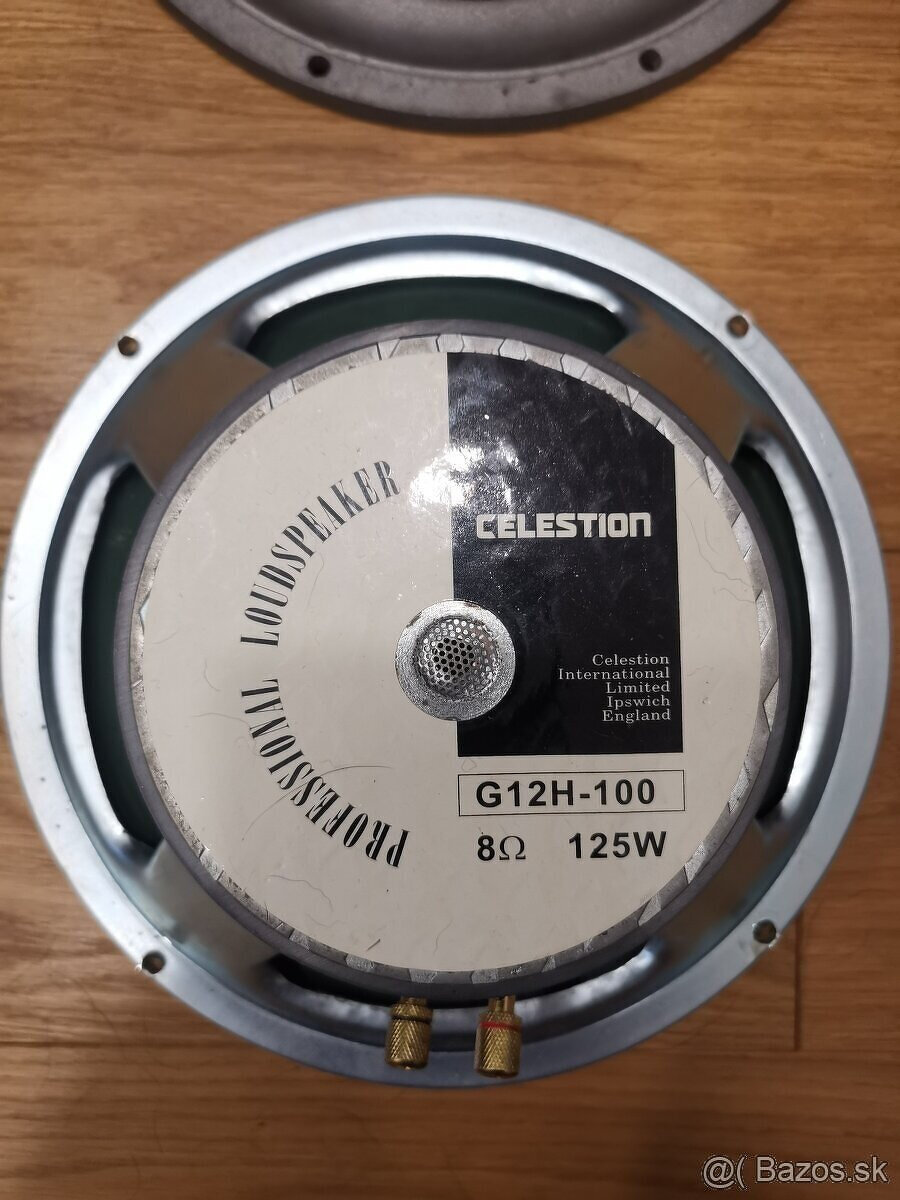 PROFESSIONAL LOUDSPEAKER
CELESTION
Celestion
International
Limited
Ipswich
England
G12H-100
8Ω 125W
@( Bazos.sk